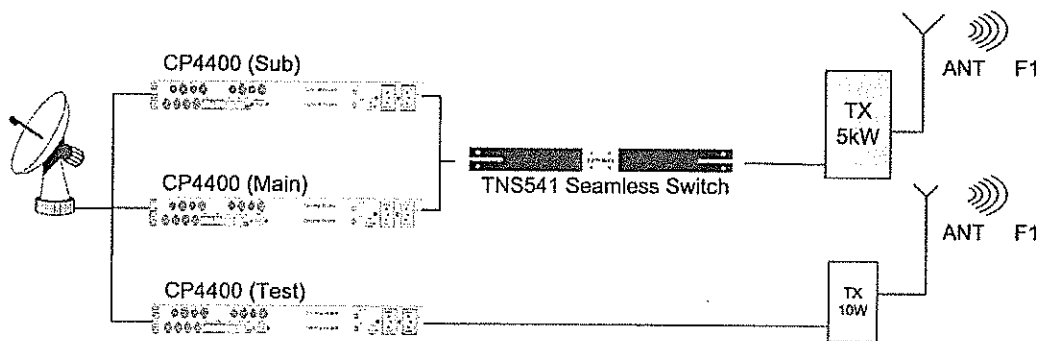 CP4400 (Sub)
CP4400 (Main)
CP4400 (Test)
TNS541 Seamless Switch
TX
5kW
ANT F1
TX
10W
ANT F1